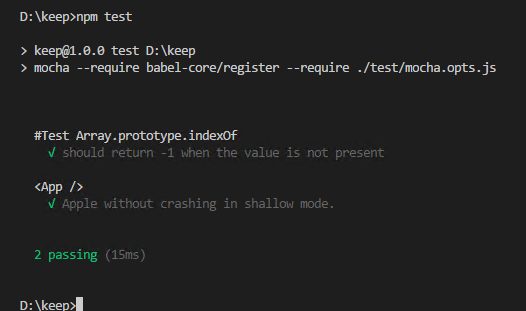 D:\keep>npm test
> keep@1.0.0 test D:\keep
> mocha --require babel-core/register --require ./test/mocha.opts.js
#Test Array.prototype.indexOf
√ should return -1 when the value is not present
<App />
√ Apple without crashing in shallow mode.
2 passing (15ms)
D:\keep>